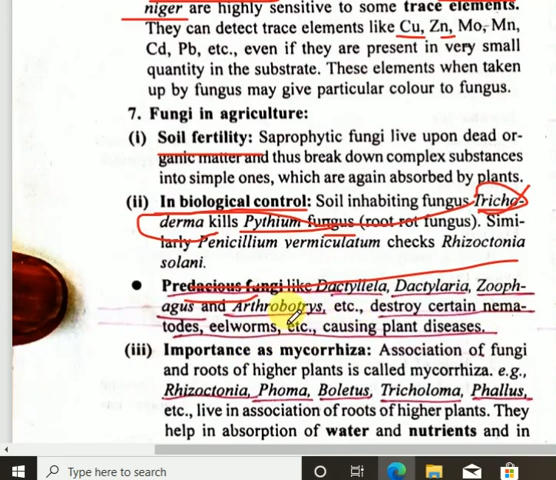 niger are highly sensitive to some trace elements.
They can detect trace elements like Cu, Zn, Mo, Mn,
Cd, Pb, etc., even if they are present in very small
quantity in the substrate. These elements when taken
up by fungus may give particular colour to fungus.
7. Fungi in agriculture:
(i) Soil fertility: Saprophytic fungi live upon dead or-
ganic matter and thus break down complex substances
into simple ones, which are again absorbed by plants.
(ii) In biological control: Soil inhabiting fungus Tricho-
derma kills Pythium fungus (root rot fungus). Simi-
larly Penicillium vermiculatum checks Rhizoctonia
solani.
• Predacious fungi like Dactyllela, Dactylaria, Zooph-
agus and Arthrobotrys, etc., destroy certain nema-
todes, eelworms, etc., causing plant diseases.
(iii) Importance as mycorrhiza: Association of fungi
and roots of higher plants is called mycorrhiza. e.g.,
Rhizoctonia, Phoma, Boletus, Tricholoma, Phallus,
etc., live in association of roots of higher plants. They
help in absorption of water and nutrients and in
Type here to search